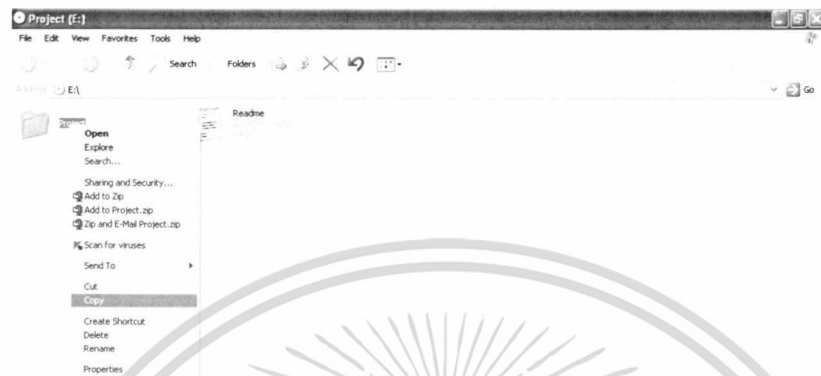 Project (E:)
File Edit View Favorites Tools Help
Search Folders
E:\ Go
Readme
Open
Explore
Search...
Sharing and Security...
Add to Zip
Add to Project.zip
Zip and E-Mail Project.zip
Scan for viruses
Send To
Cut
Copy
Create Shortcut
Delete
Rename
Properties